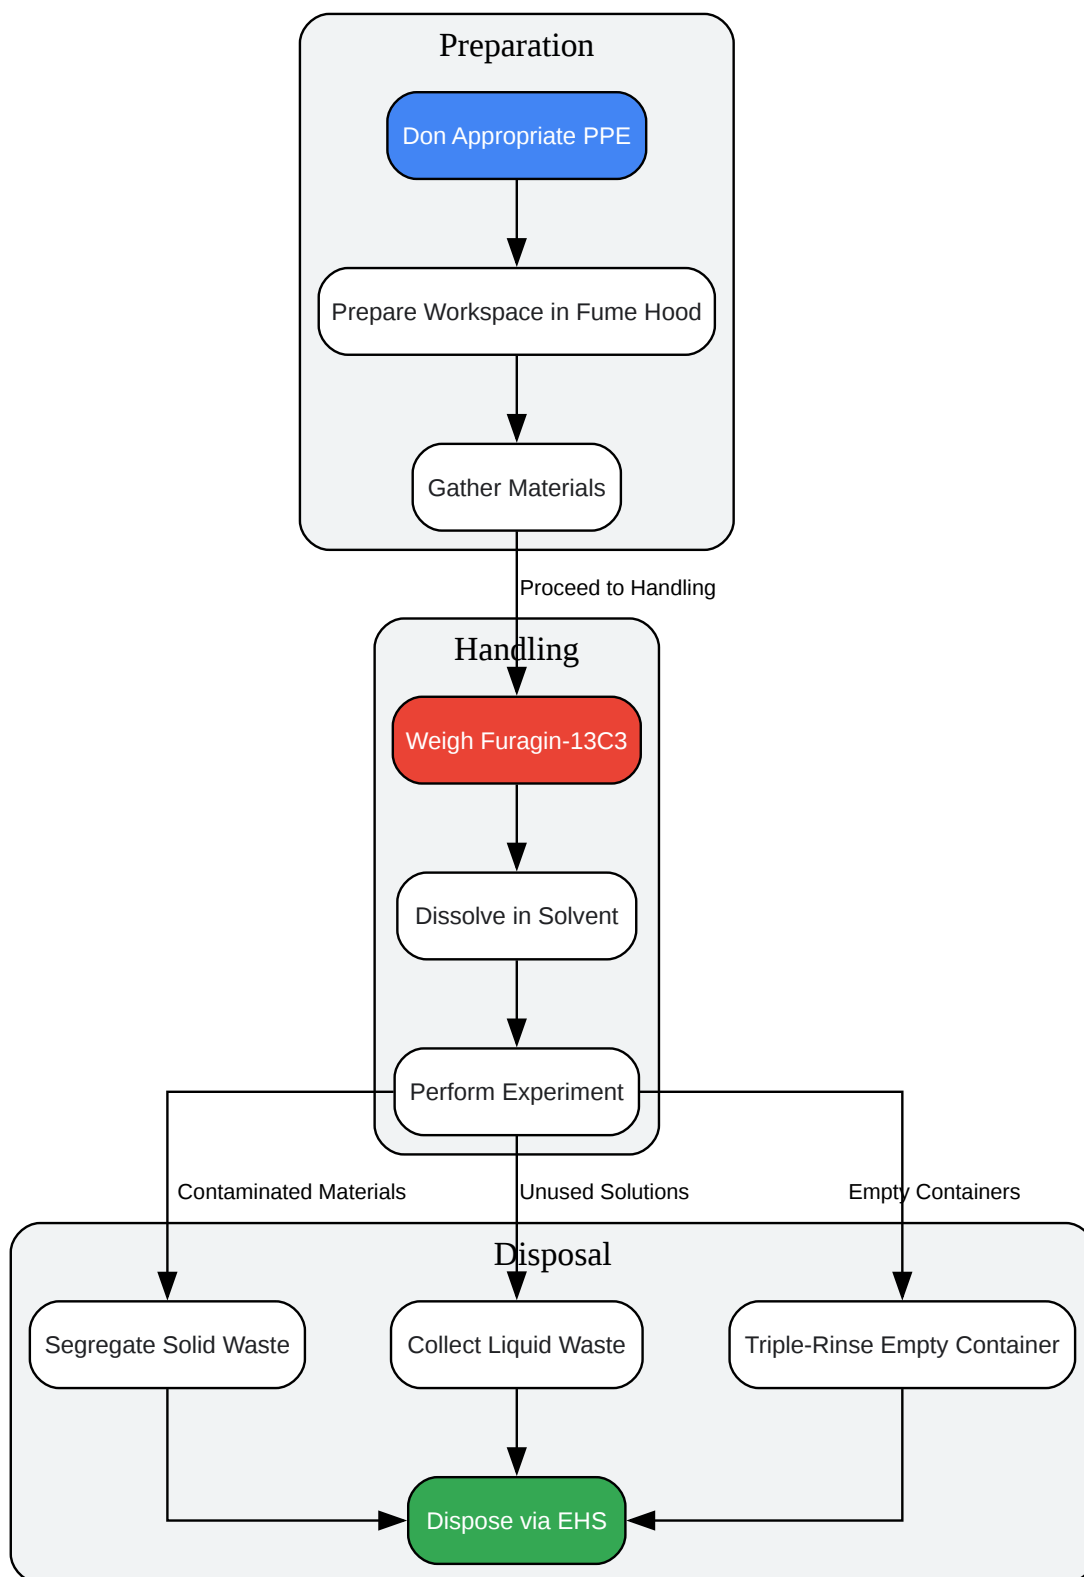 Preparation
Don Appropriate PPE
Prepare Workspace in Fume Hood
Gather Materials
Proceed to Handling
Handling
Weigh Furagin-13C3
Dissolve in Solvent
Perform Experiment
Contaminated Materials
Unused Solutions
Empty Containers
Disposal
Segregate Solid Waste
Collect Liquid Waste
Triple-Rinse Empty Container
Dispose via EHS